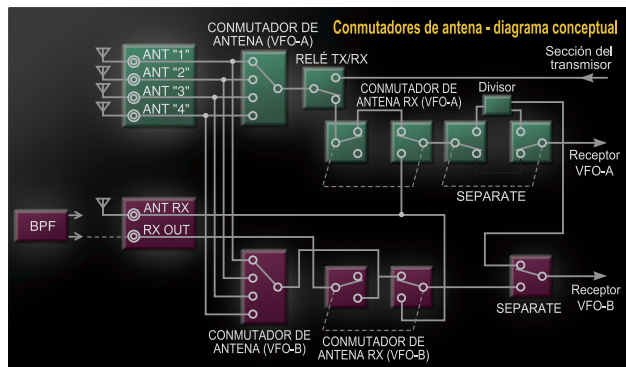 Conmutadores de antena - diagrama conceptual
CONMUTADOR DE
ANTENA (VFO-A)
ANT "1"
ANT "2"
ANT "3"
ANT "4"
RELÉ TX/RX
Sección del
transmisor
CONMUTADOR DE
ANTENA RX (VFO-A)
Divisor
SEPARATE
Receptor
VFO-A
BPF
ANT RX
RX OUT
CONMUTADOR DE
ANTENA (VFO-B)
CONMUTADOR DE
ANTENA RX (VFO-B)
SEPARATE
Receptor
VFO-B